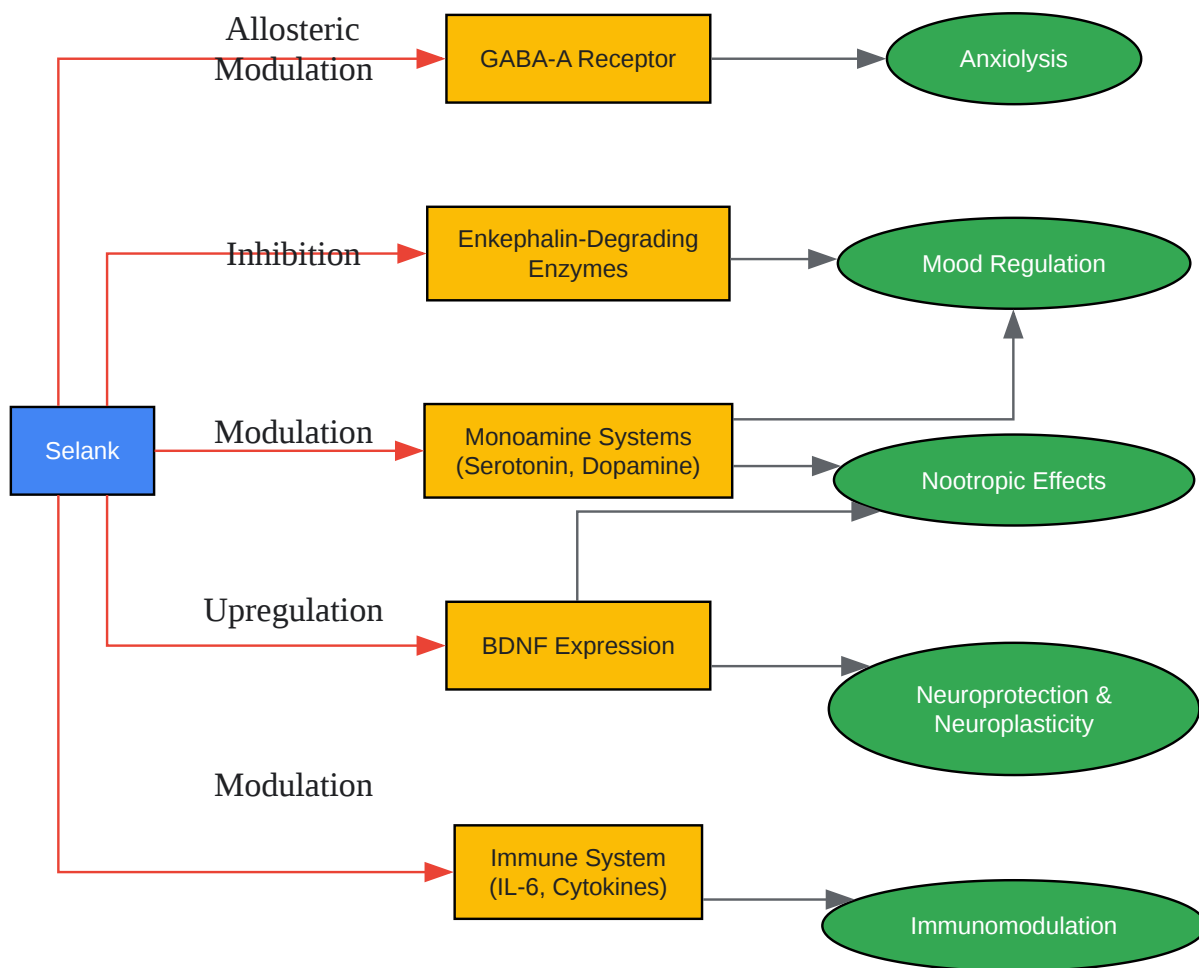 Allosteric
Modulation
GABA-A Receptor
Anxiolysis
Inhibition
Enkephalin-Degrading
Enzymes
Mood Regulation
Selank
Modulation
Monoamine Systems
(Serotonin, Dopamine)
Nootropic Effects
Upregulation
BDNF Expression
Neuroprotection &
Neuroplasticity
Modulation
Immune System
(IL-6, Cytokines)
Immunomodulation